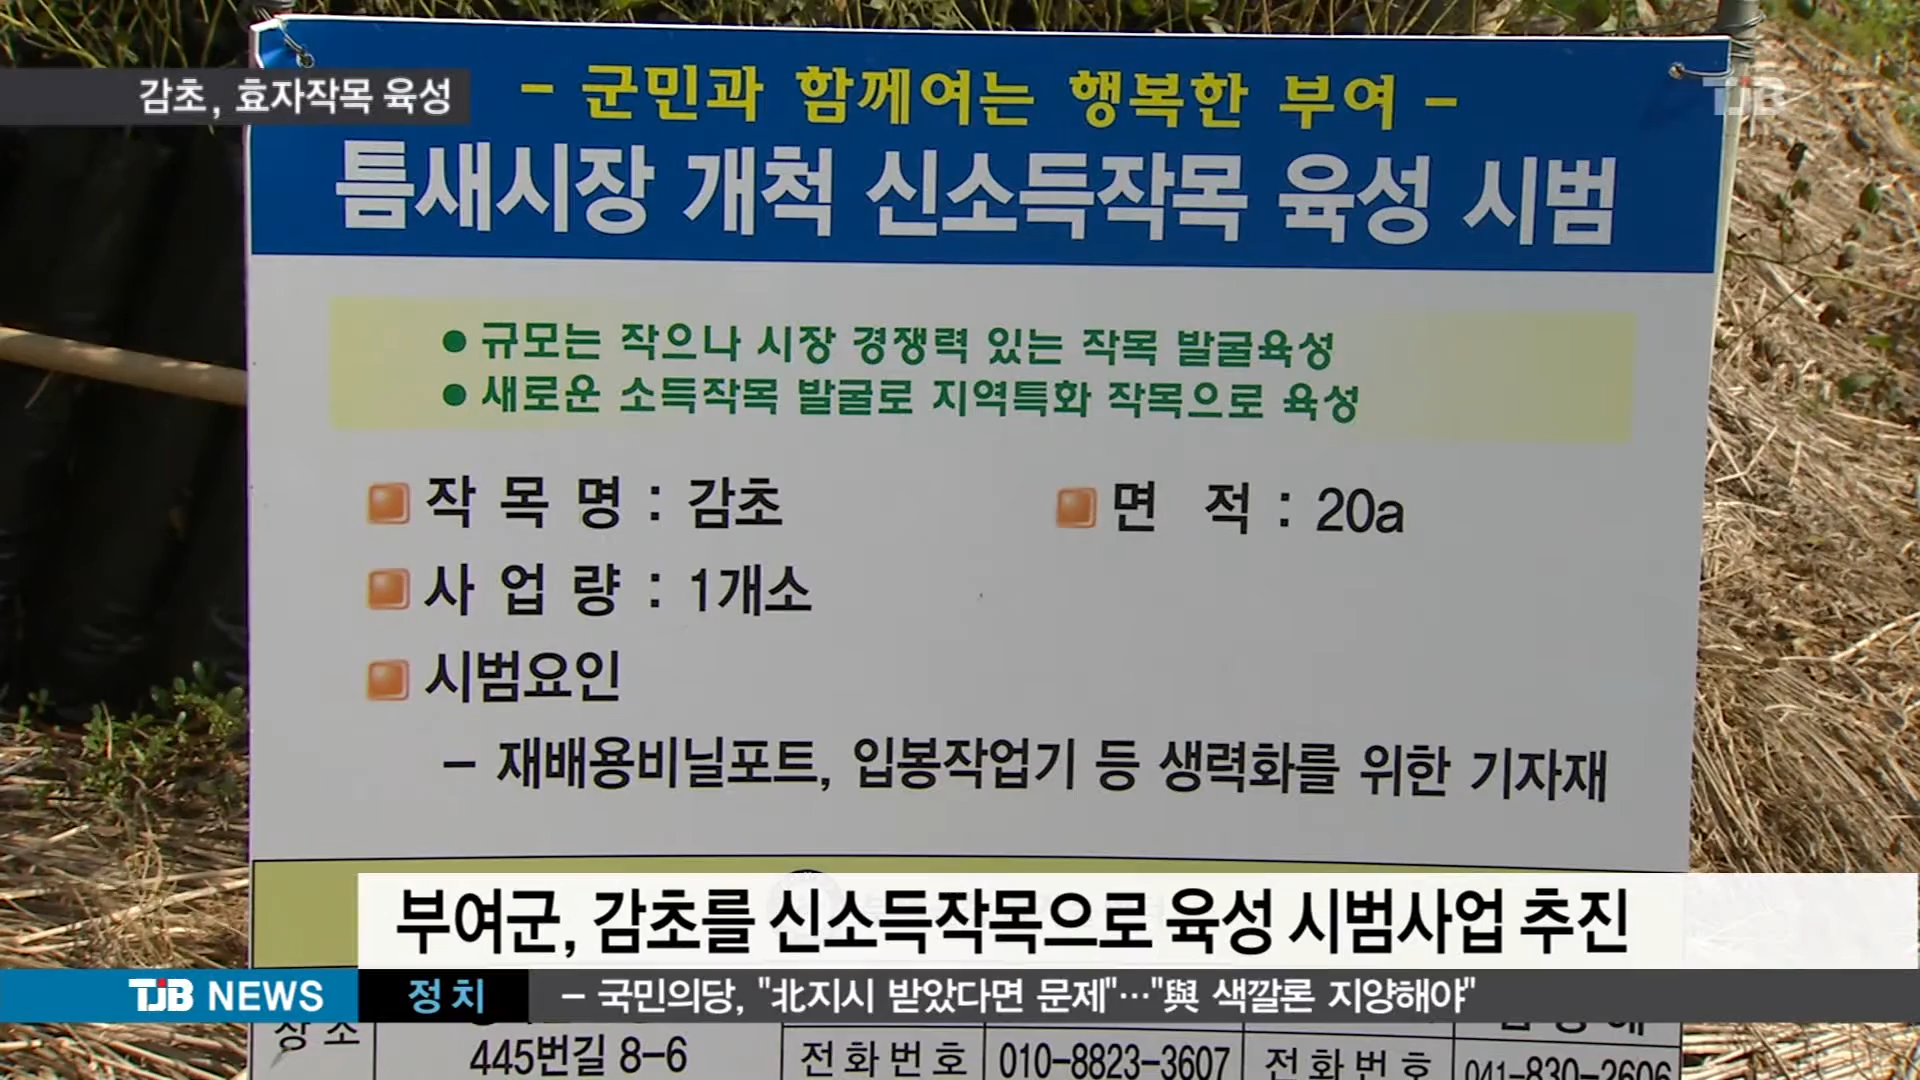 감초, 효자작목 육성
TJB
- 군민과 함께여는 행복한 부여 -
틈새시장 개척 신소득작목 육성 시범
● 규모는 작으나 시장 경쟁력 있는 작목 발굴육성
● 새로운 소득작목 발굴로 지역특화 작목으로 육성
작 목 명 : 감초
면 적 : 20a
사 업 량 : 1개소
시범요인
- 재배용비닐포트, 입봉작업기 등 생력화를 위한 기자재
부여군, 감초를 신소득작목으로 육성 시범사업 추진
TJB NEWS 정치 - 국민의당, "北지시 받았다면 문제"…"與 색깔론 지양해야"
장 소
445번길 8-6 전화번호 010-8823-3607 전화번호 041-830-2606